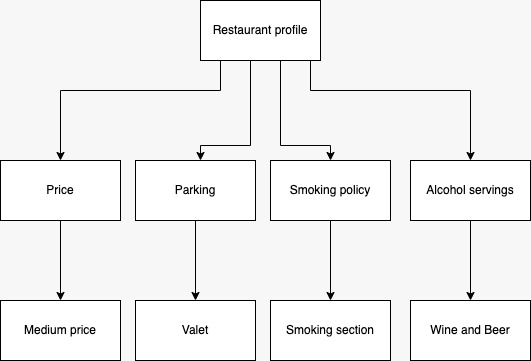 Restaurant profile
Price
Parking
Smoking policy
Alcohol servings
Medium price
Valet
Smoking section
Wine and Beer